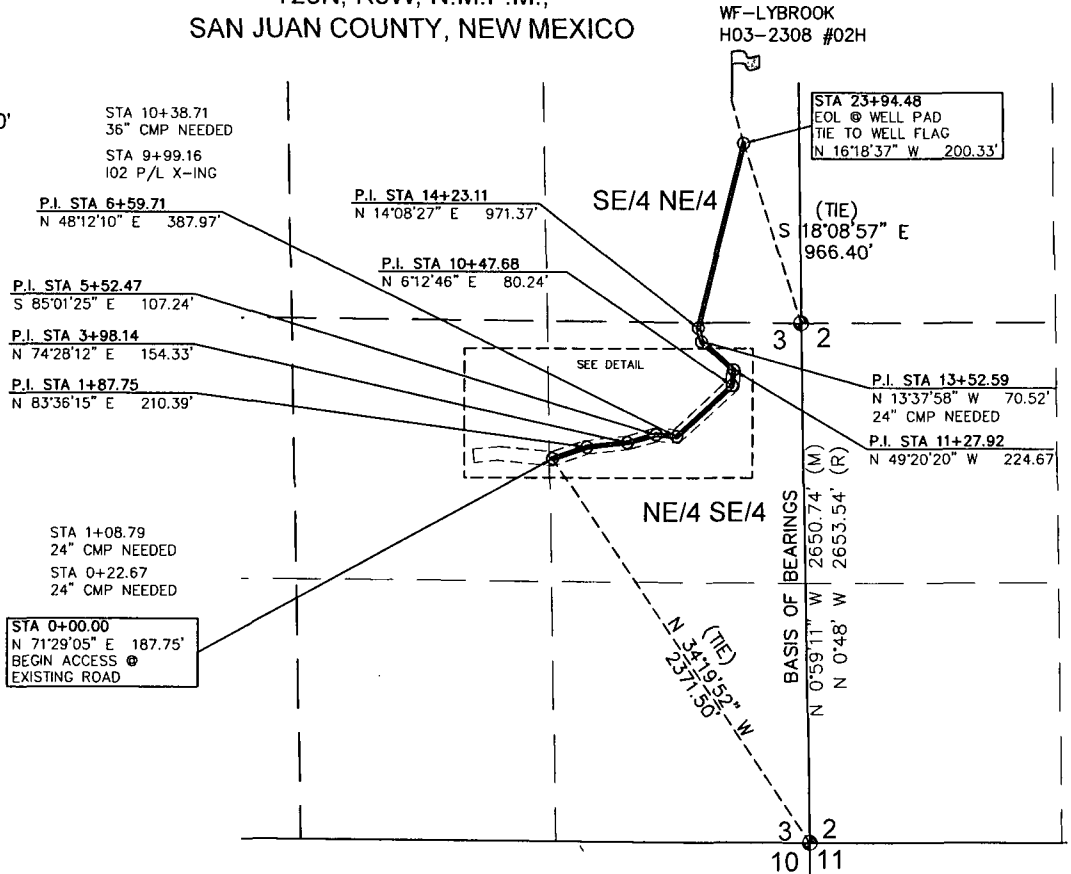 SAN JUAN COUNTY, NEW MEXICO
WF-LYBROOK
H03-2308 #02H
0'
STA 10+38.71
36" CMP NEEDED
STA 9+99.16
I02 P/L X-ING
STA 23+94.48
EOL @ WELL PAD
TIE TO WELL FLAG
N 16°18'37" W 200.33'
P.I. STA 6+59.71
N 48°12'10" E 387.97'
P.I. STA 14+23.11
N 14°08'27" E 971.37'
SE/4 NE/4
(TIE)
S 18°08'57" E
966.40'
P.I. STA 10+47.68
N 6°12'46" E 80.24'
P.I. STA 5+52.47
S 85°01'25" E 107.24'
P.I. STA 3+98.14
N 74°28'12" E 154.33'
P.I. STA 1+87.75
N 83°36'15" E 210.39'
SEE DETAIL
3 2
P.I. STA 13+52.59
N 13°37'58" W 70.52'
24" CMP NEEDED
P.I. STA 11+27.92
N 49°20'20" W 224.67
NE/4 SE/4
STA 1+08.79
24" CMP NEEDED
STA 0+22.67
24" CMP NEEDED
STA 0+00.00
N 71°29'05" E 187.75'
BEGIN ACCESS @
EXISTING ROAD
(TIE)
N 34°19'52" W
2371.50'
BASIS OF BEARINGS
N 0°59'11" W 2650.74' (M)
N 0°48' W 2653.54' (R)
3 2
10 11